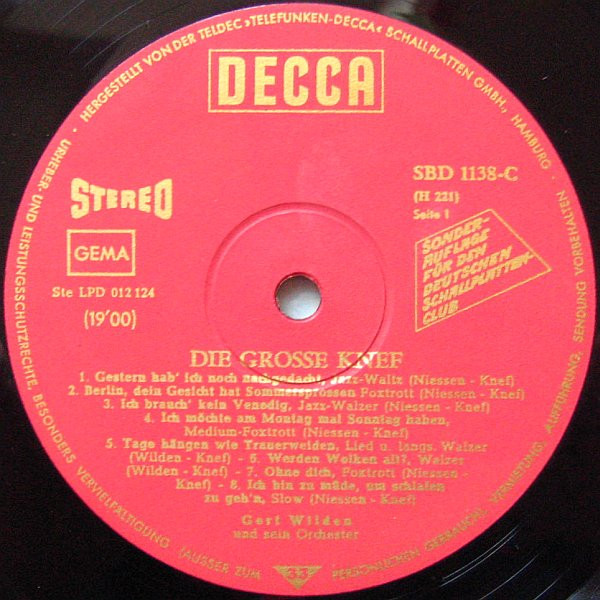 · HERGESTELLT VON DER TELDEC »TELEFUNKEN-DECCA« SCHALLPLATTEN GMBH., HAMBURG · URHEBER- UND LEISTUNGSSCHUTZRECHTE, BESONDERS VERVIELFÄLTIGUNG (AUSSER ZUM PERSÖNLICHEN GEBRAUCH), VERMIETUNG, AUFFÜHRUNG, SENDUNG VORBEHALTEN.
DECCA
STEREO
SBD 1138-C
(H 221)
Seite 1
GEMA
SONDER-
AUFLAGE
FÜR DEN
DEUTSCHEN
SCHALLPLATTEN-
CLUB
Ste LPD 012 124
(19'00)
DIE GROSSE KNEF
1. Gestern hab' ich noch nachgedacht, Jazz-Waltz (Niessen - Knef)
2. Berlin, dein Gesicht hat Sommersprossen Foxtrott (Niessen - Knef)
3. Ich brauch' kein Venedig, Jazz-Walzer (Niessen - Knef)
4. Ich möchte am Montag mal Sonntag haben,
Medium-Foxtrott (Niessen - Knef)
5. Tage hängen wie Trauerweiden, Lied u. langs. Walzer
(Wilden - Knef) - 6. Werden Wolken alt?, Walzer
(Wilden - Knef) - 7. Ohne dich, Foxtrott (Niessen
- Knef) - 8. Ich bin zu müde, um schlafen
zu geh'n, Slow (Niessen - Knef)
Gert Wilden
und sein Orchester
33